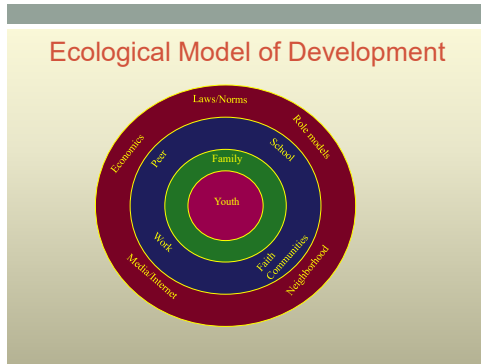 Ecological Model of Development
Laws/Norms
Economics
Role models
Peer
School
Family
Youth
Work
Faith
Communities
Media/Internet
Neighborhood